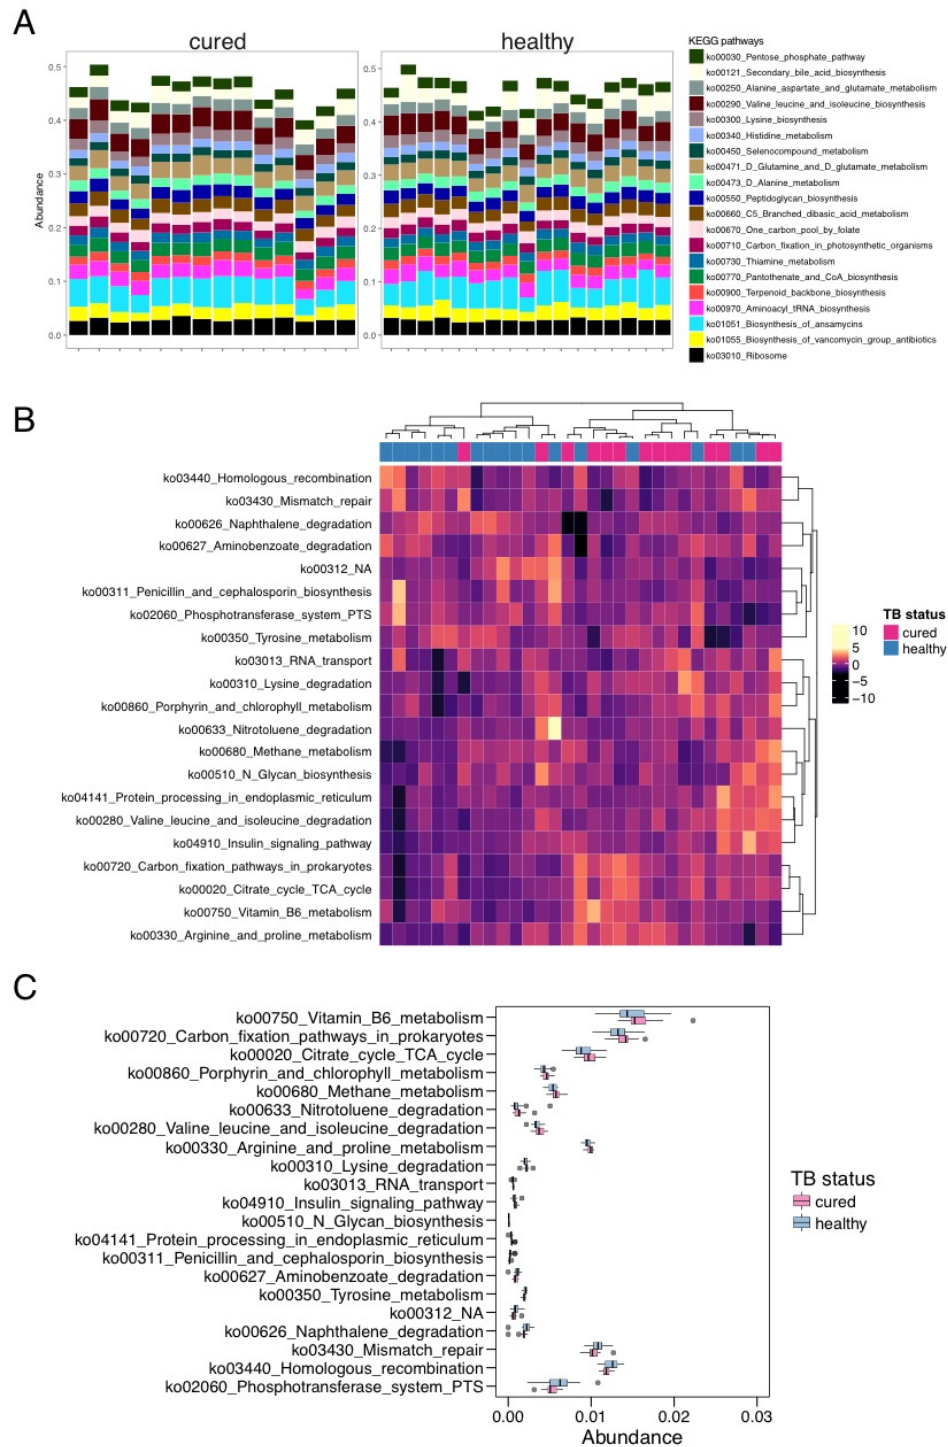 A
cured
healthy
KEGG pathways
ko00030_Pentose_phosphate_pathway
ko00121_Secondary_bile_acid_biosynthesis
ko00250_Alanine_aspartate_and_glutamate_metabolism
ko00290_Valine_leucine_and_isoleucine_biosynthesis
ko00300_Lysine_biosynthesis
ko00340_Histidine_metabolism
ko00450_Selenocompound_metabolism
ko00471_D_Glutamine_and_D_glutamate_metabolism
ko00473_D_Alanine_metabolism
ko00550_Peptidoglycan_biosynthesis
ko00660_C5_Branched_dibasic_acid_metabolism
ko00670_One_carbon_pool_by_folate
ko00710_Carbon_fixation_in_photosynthetic_organisms
ko00730_Thiamine_metabolism
ko00770_Pantothenate_and_CoA_biosynthesis
ko00900_Terpenoid_backbone_biosynthesis
ko00970_Aminoacyl_tRNA_biosynthesis
ko01051_Biosynthesis_of_ansamycins
ko01055_Biosynthesis_of_vancomycin_group_antibiotics
ko03010_Ribosome
Abundance
0.5
0.4
0.3
0.2
0.1
0.0
0.5
0.4
0.3
0.2
0.1
0.0
B
ko03440_Homologous_recombination
ko03430_Mismatch_repair
ko00626_Naphthalene_degradation
ko00627_Aminobenzoate_degradation
ko00312_NA
ko00311_Penicillin_and_cephalosporin_biosynthesis
ko02060_Phosphotransferase_system_PTS
ko00350_Tyrosine_metabolism
ko03013_RNA_transport
ko00310_Lysine_degradation
ko00860_Porphyrin_and_chlorophyll_metabolism
ko00633_Nitrotoluene_degradation
ko00680_Methane_metabolism
ko00510_N_Glycan_biosynthesis
ko04141_Protein_processing_in_endoplasmic_reticulum
ko00280_Valine_leucine_and_isoleucine_degradation
ko04910_Insulin_signaling_pathway
ko00720_Carbon_fixation_pathways_in_prokaryotes
ko00020_Citrate_cycle_TCA_cycle
ko00750_Vitamin_B6_metabolism
ko00330_Arginine_and_proline_metabolism
10
5
0
−5
−10
TB status
cured
healthy
C
ko00750_Vitamin_B6_metabolism
ko00720_Carbon_fixation_pathways_in_prokaryotes
ko00020_Citrate_cycle_TCA_cycle
ko00860_Porphyrin_and_chlorophyll_metabolism
ko00680_Methane_metabolism
ko00633_Nitrotoluene_degradation
ko00280_Valine_leucine_and_isoleucine_degradation
ko00330_Arginine_and_proline_metabolism
ko00310_Lysine_degradation
ko03013_RNA_transport
ko04910_Insulin_signaling_pathway
ko00510_N_Glycan_biosynthesis
ko04141_Protein_processing_in_endoplasmic_reticulum
ko00311_Penicillin_and_cephalosporin_biosynthesis
ko00627_Aminobenzoate_degradation
ko00350_Tyrosine_metabolism
ko00312_NA
ko00626_Naphthalene_degradation
ko03430_Mismatch_repair
ko03440_Homologous_recombination
ko02060_Phosphotransferase_system_PTS
TB status
cured
healthy
0.00 0.01 0.02 0.03
Abundance